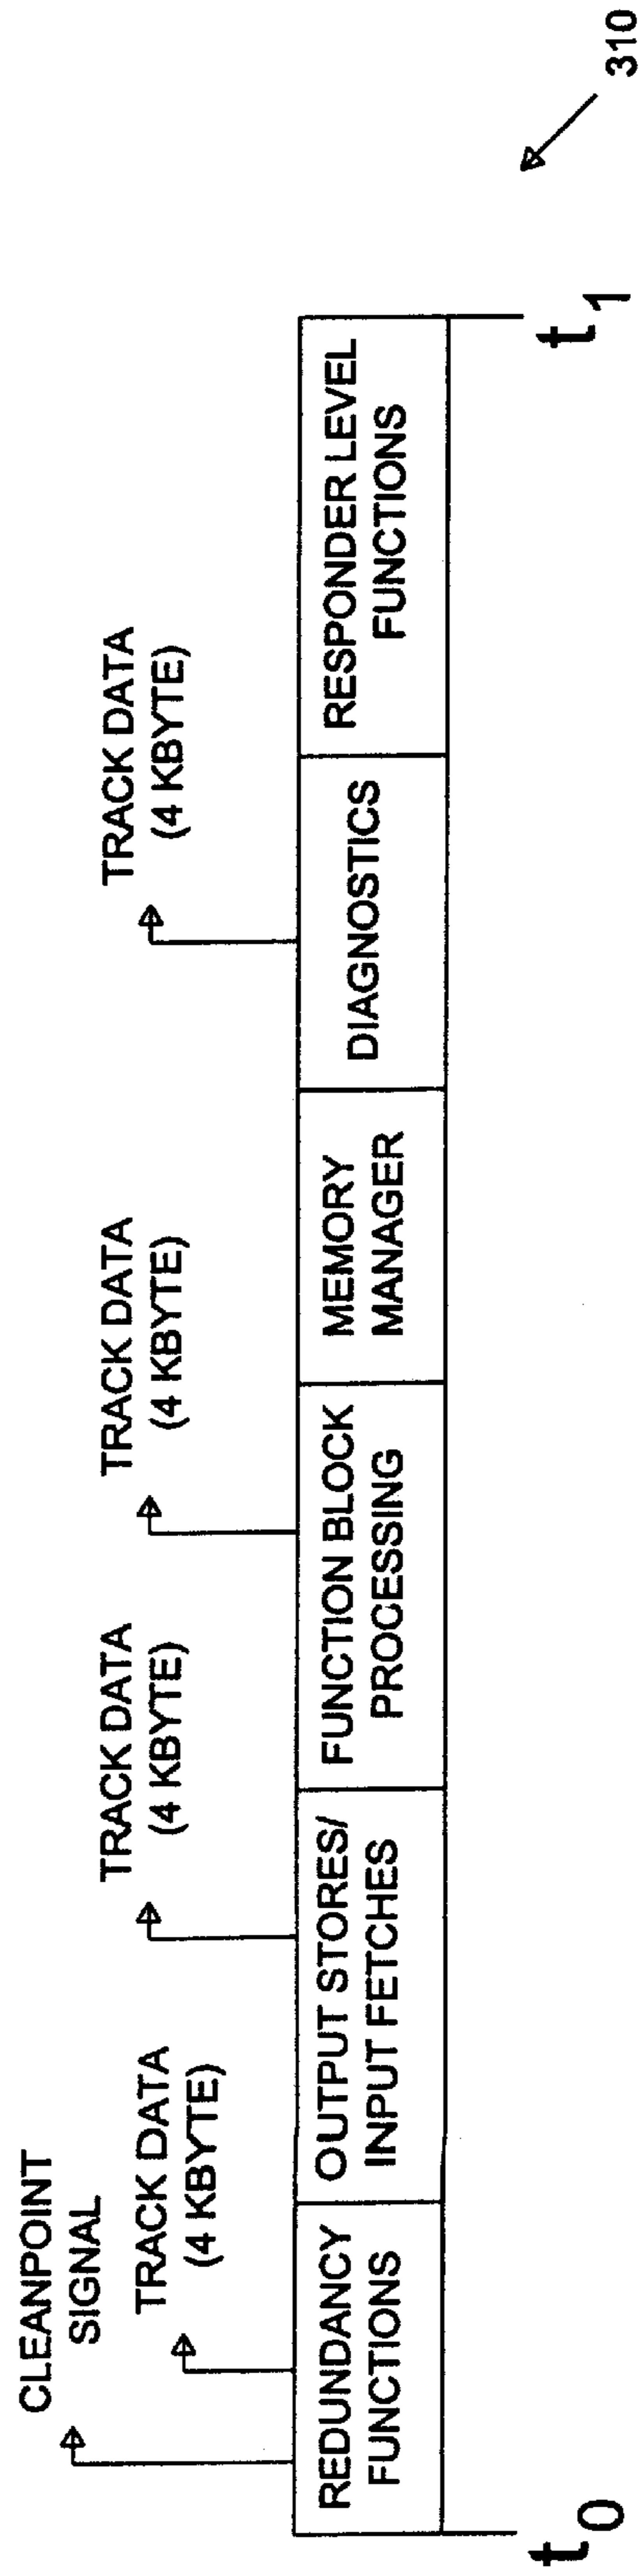 CLEANPOINT
SIGNAL
TRACK DATA
(4 KBYTE)
TRACK DATA
(4 KBYTE)
TRACK DATA
(4 KBYTE)
TRACK DATA
(4 KBYTE)
REDUNDANCY
FUNCTIONS
OUTPUT STORES/
INPUT FETCHES
FUNCTION BLOCK
PROCESSING
MEMORY
MANAGER
DIAGNOSTICS
RESPONDER LEVEL
FUNCTIONS
t0
t1
310